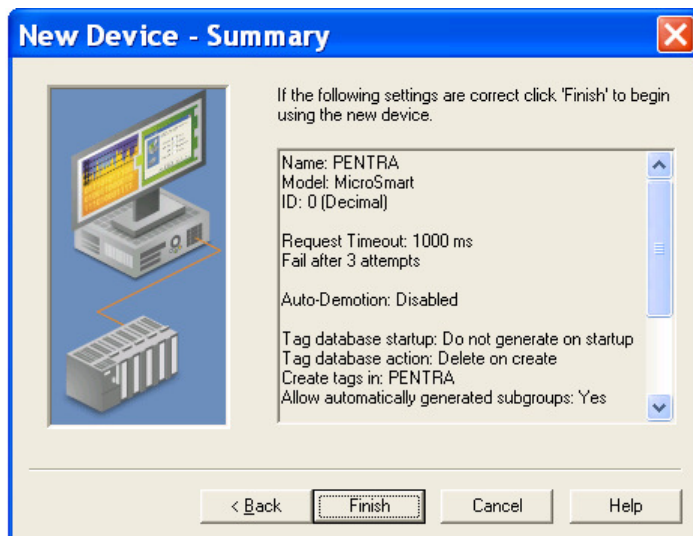 New Device - Summary
If the following settings are correct click 'Finish' to begin
using the new device.
Name: PENTRA
Model: MicroSmart
ID: 0 (Decimal)
Request Timeout: 1000 ms
Fail after 3 attempts
Auto-Demotion: Disabled
Tag database startup: Do not generate on startup
Tag database action: Delete on create
Create tags in: PENTRA
Allow automatically generated subgroups: Yes
< Back
Finish
Cancel
Help